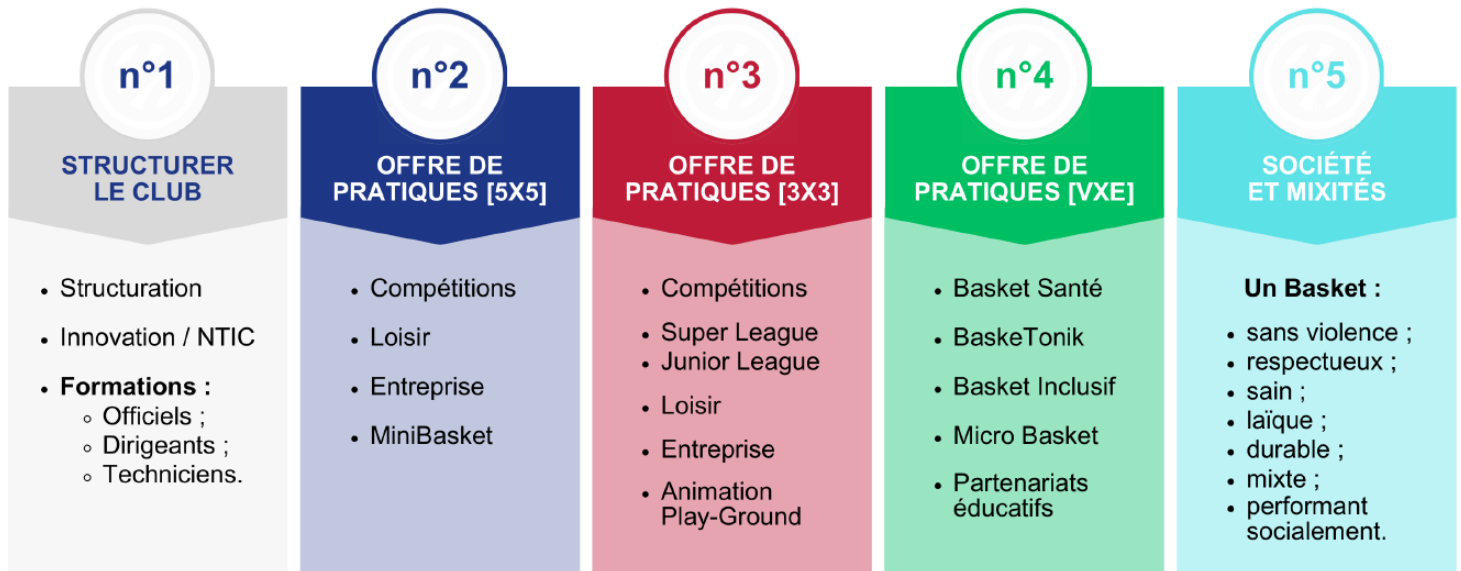 n°1
STRUCTURER
LE CLUB
• Structuration
• Innovation / NTIC
• Formations :
◦ Officiels ;
◦ Dirigeants ;
◦ Techniciens.
n°2
OFFRE DE
PRATIQUES [5X5]
• Compétitions
• Loisir
• Entreprise
• MiniBasket
n°3
OFFRE DE
PRATIQUES [3X3]
• Compétitions
• Super League
• Junior League
• Loisir
• Entreprise
• Animation
Play-Ground
n°4
OFFRE DE
PRATIQUES [VXE]
• Basket Santé
• BaskeTonik
• Basket Inclusif
• Micro Basket
• Partenariats
éducatifs
n°5
SOCIÉTÉ
ET MIXITÉS
Un Basket :
• sans violence ;
• respectueux ;
• sain ;
• laïque ;
• durable ;
• mixte ;
• performant
socialement.